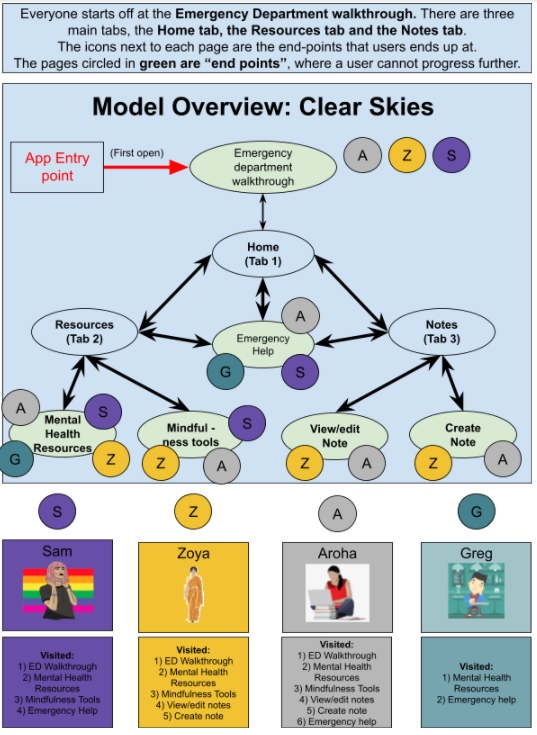 Everyone starts off at the Emergency Department walkthrough. There are three
main tabs, the Home tab, the Resources tab and the Notes tab.
The icons next to each page are the end-points that users ends up at.
The pages circled in green are “end points”, where a user cannot progress further.
Model Overview: Clear Skies
App Entry
point
(First open)
Emergency
department
walkthrough
A
Z
S
Home
(Tab 1)
Resources
(Tab 2)
Emergency
Help
A
G
S
Notes
(Tab 3)
Mental
Health
Resources
A
S
G
Z
Mindful -
ness tools
S
Z
A
View/edit
Note
Z
A
Create
Note
Z
A
S
Z
A
G
Sam
Zoya
Aroha
Greg
Visited:
1) ED Walkthrough
2) Mental Health
Resources
3) Mindfulness Tools
4) Emergency Help
Visited:
1) ED Walkthrough
2) Mental Health
Resources
3) Mindfulness Tools
4) View/edit notes
5) Create note
Visited:
1) ED Walkthrough
2) Mental Health
Resources
3) Mindfulness Tools
4) View/edit notes
5) Create note
6) Emergency help
Visited:
1) Mental Health
Resources
2) Emergency help